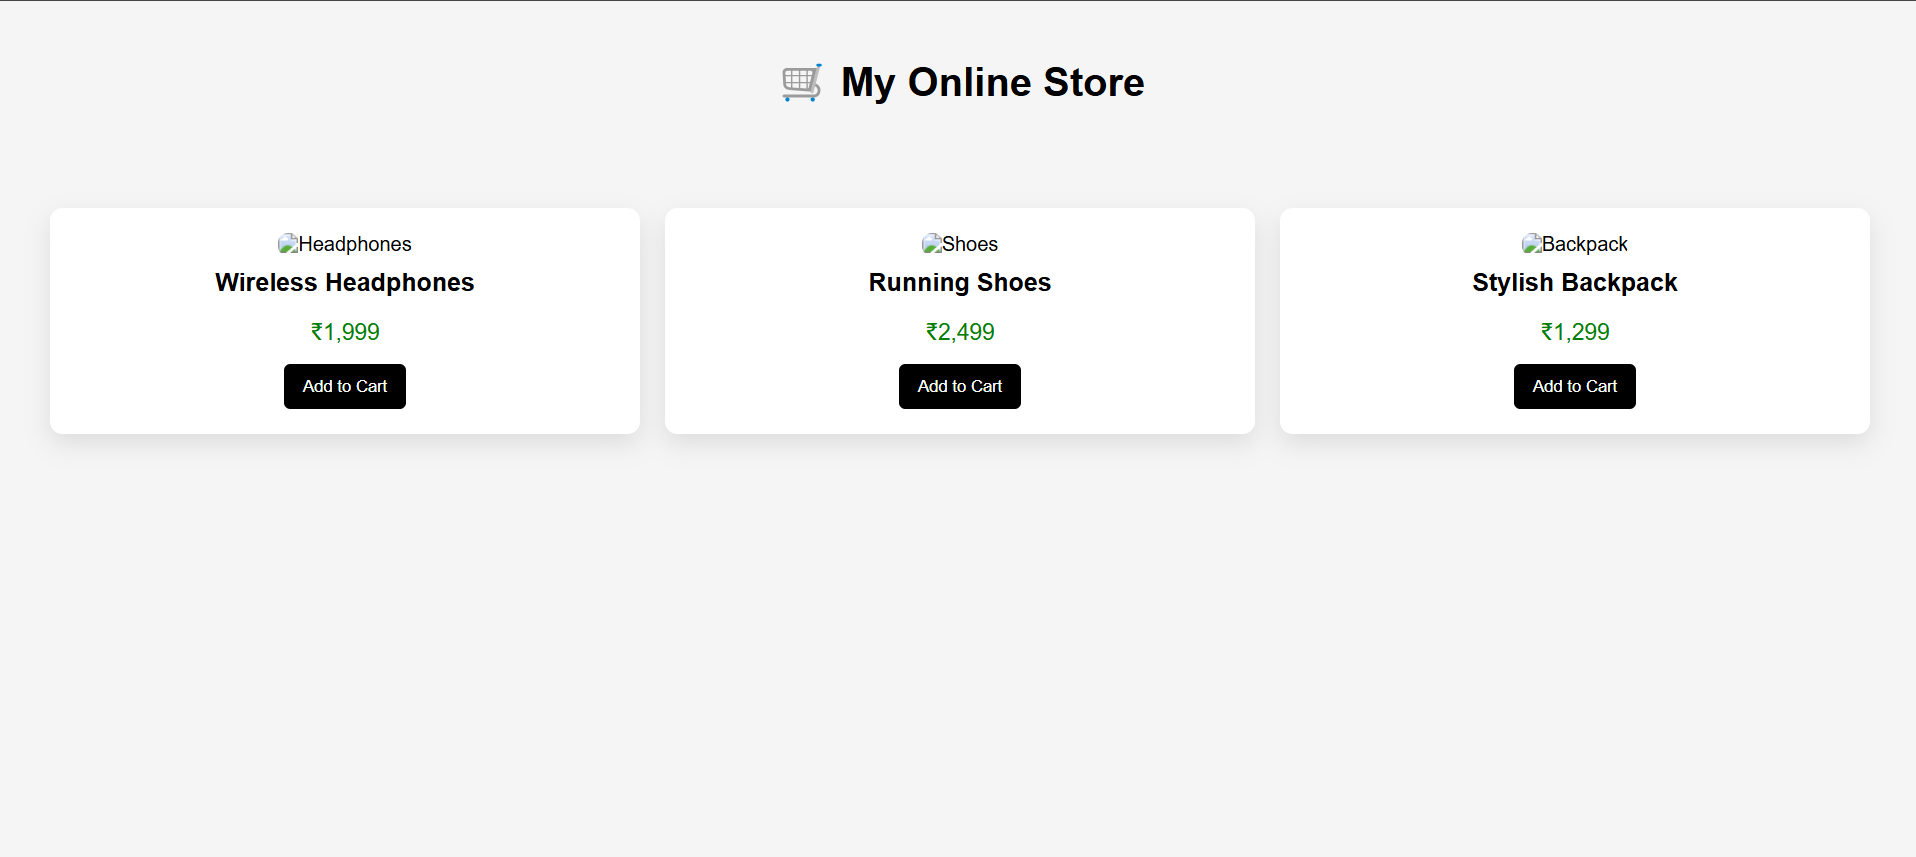 🛒 My Online Store
Headphones
Wireless Headphones
₹1,999
Add to Cart
Shoes
Running Shoes
₹2,499
Add to Cart
Backpack
Stylish Backpack
₹1,299
Add to Cart